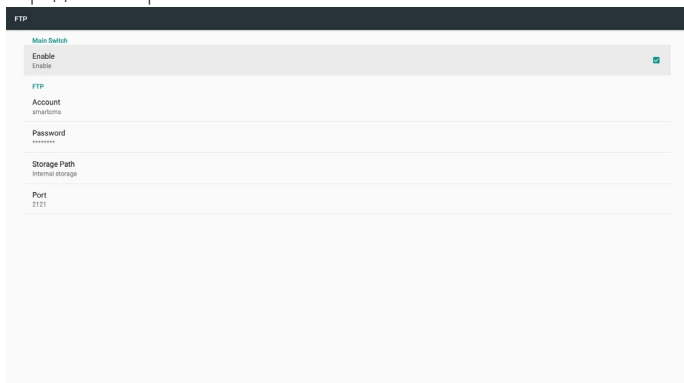 FTP
Main Switch
Enable
Enable
FTP
Account
smartcms
Password
********
Storage Path
Internal storage
Port
2121